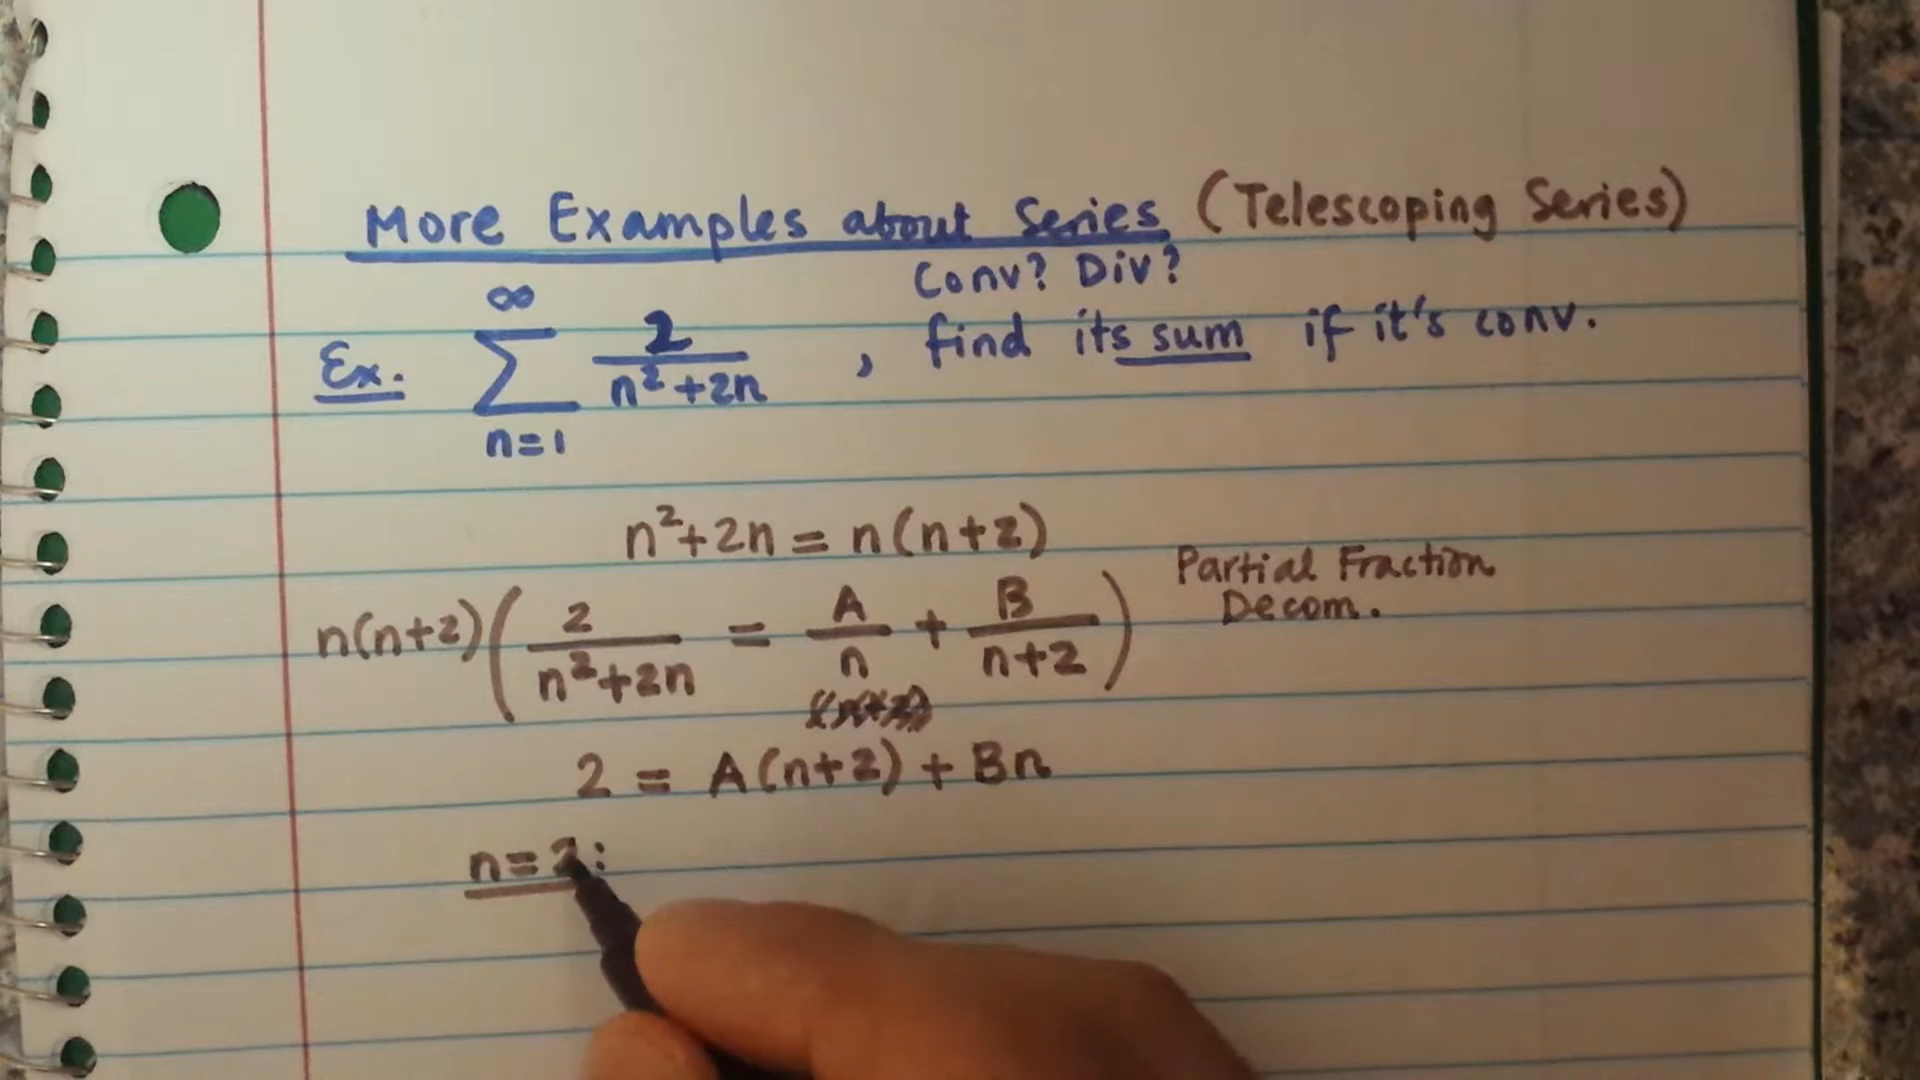 More Examples about Series (Telescoping Series)
Conv? Div?
Ex. ∞ ∑ n=1 2/(n²+2n) , find its sum if it's conv.
n²+2n = n(n+2)
Partial Fraction Decom.
n(n+2) ( 2/(n²+2n) = A/n + B/(n+2) )
2 = A(n+2) + Bn
n=